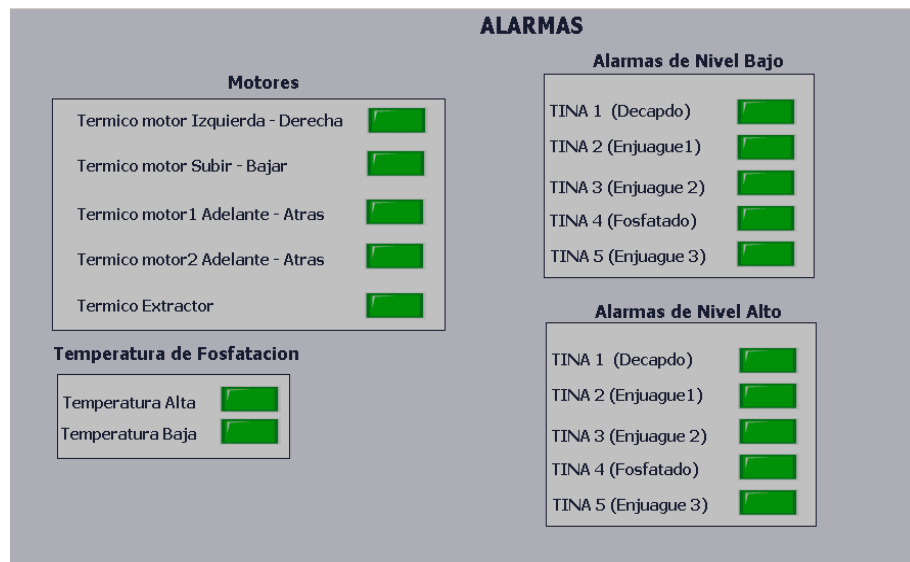 ALARMAS
Motores
Termico motor Izquierda - Derecha
Termico motor Subir - Bajar
Termico motor1 Adelante - Atras
Termico motor2 Adelante - Atras
Termico Extractor
Temperatura de Fosfatacion
Temperatura Alta
Temperatura Baja
Alarmas de Nivel Bajo
TINA 1 (Decapdo)
TINA 2 (Enjuague1)
TINA 3 (Enjuague 2)
TINA 4 (Fosfatado)
TINA 5 (Enjuague 3)
Alarmas de Nivel Alto
TINA 1 (Decapdo)
TINA 2 (Enjuague1)
TINA 3 (Enjuague 2)
TINA 4 (Fosfatado)
TINA 5 (Enjuague 3)